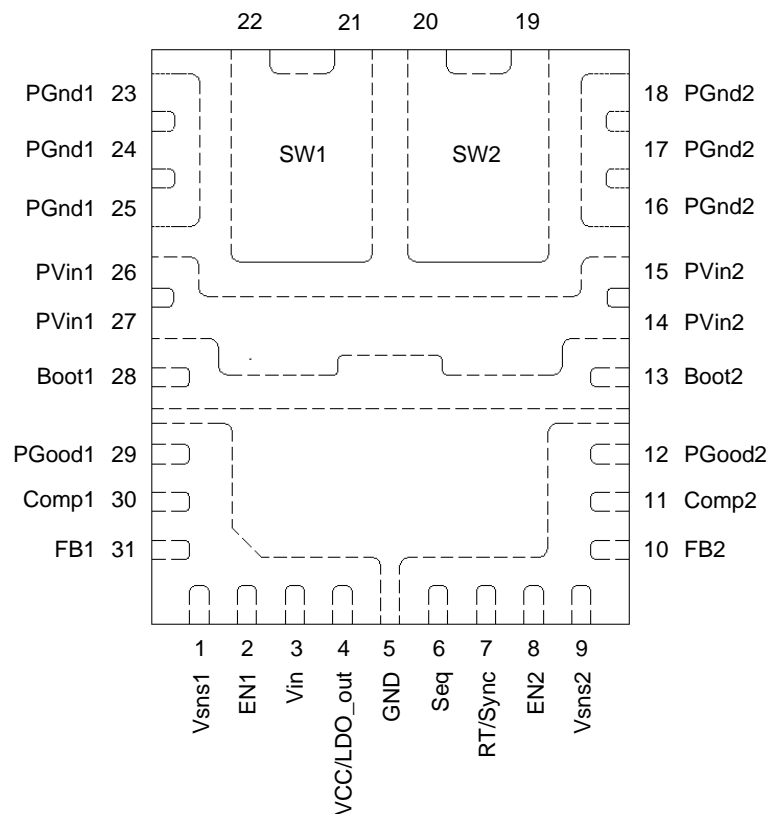 22 21 20 19
PGnd1 23 18 PGnd2
PGnd1 24 SW1 SW2 17 PGnd2
PGnd1 25 16 PGnd2
PVin1 26 15 PVin2
PVin1 27 14 PVin2
Boot1 28 13 Boot2
PGood1 29 12 PGood2
Comp1 30 11 Comp2
FB1 31 10 FB2
1 2 3 4 5 6 7 8 9
Vsns1
EN1
Vin
VCC/LDO_out
GND
Seq
RT/Sync
EN2
Vsns2